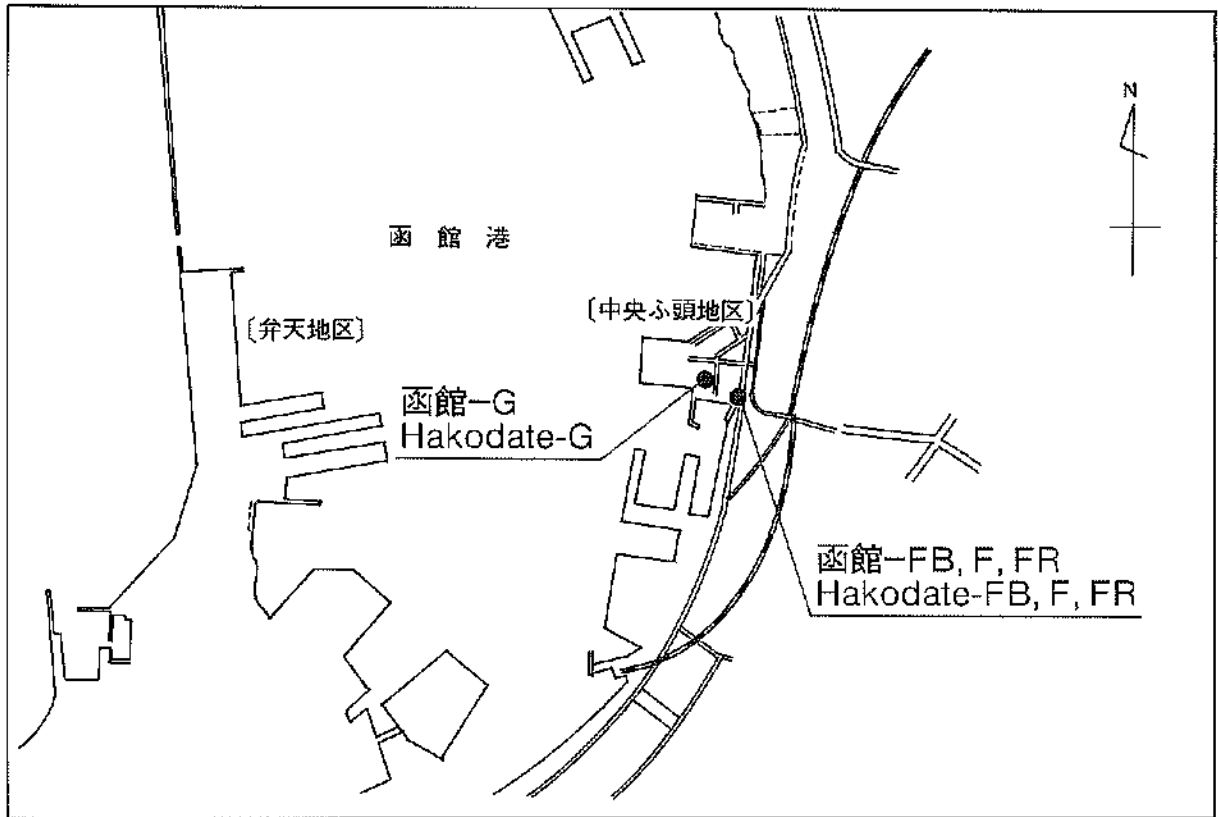 N
函館港
〔中央ふ頭地区〕
〔弁天地区〕
函館−G
Hakodate-G
函館−FB, F, FR
Hakodate-FB, F, FR